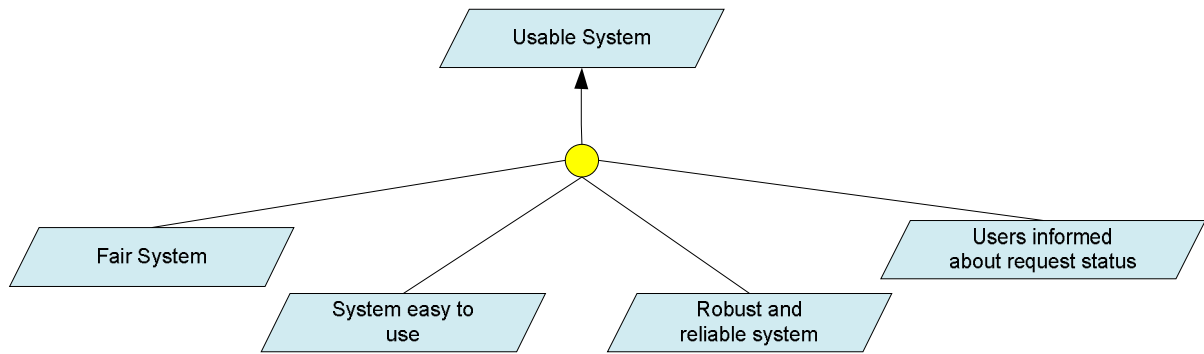 Usable System
Fair System
System easy to
use
Robust and
reliable system
Users informed
about request status